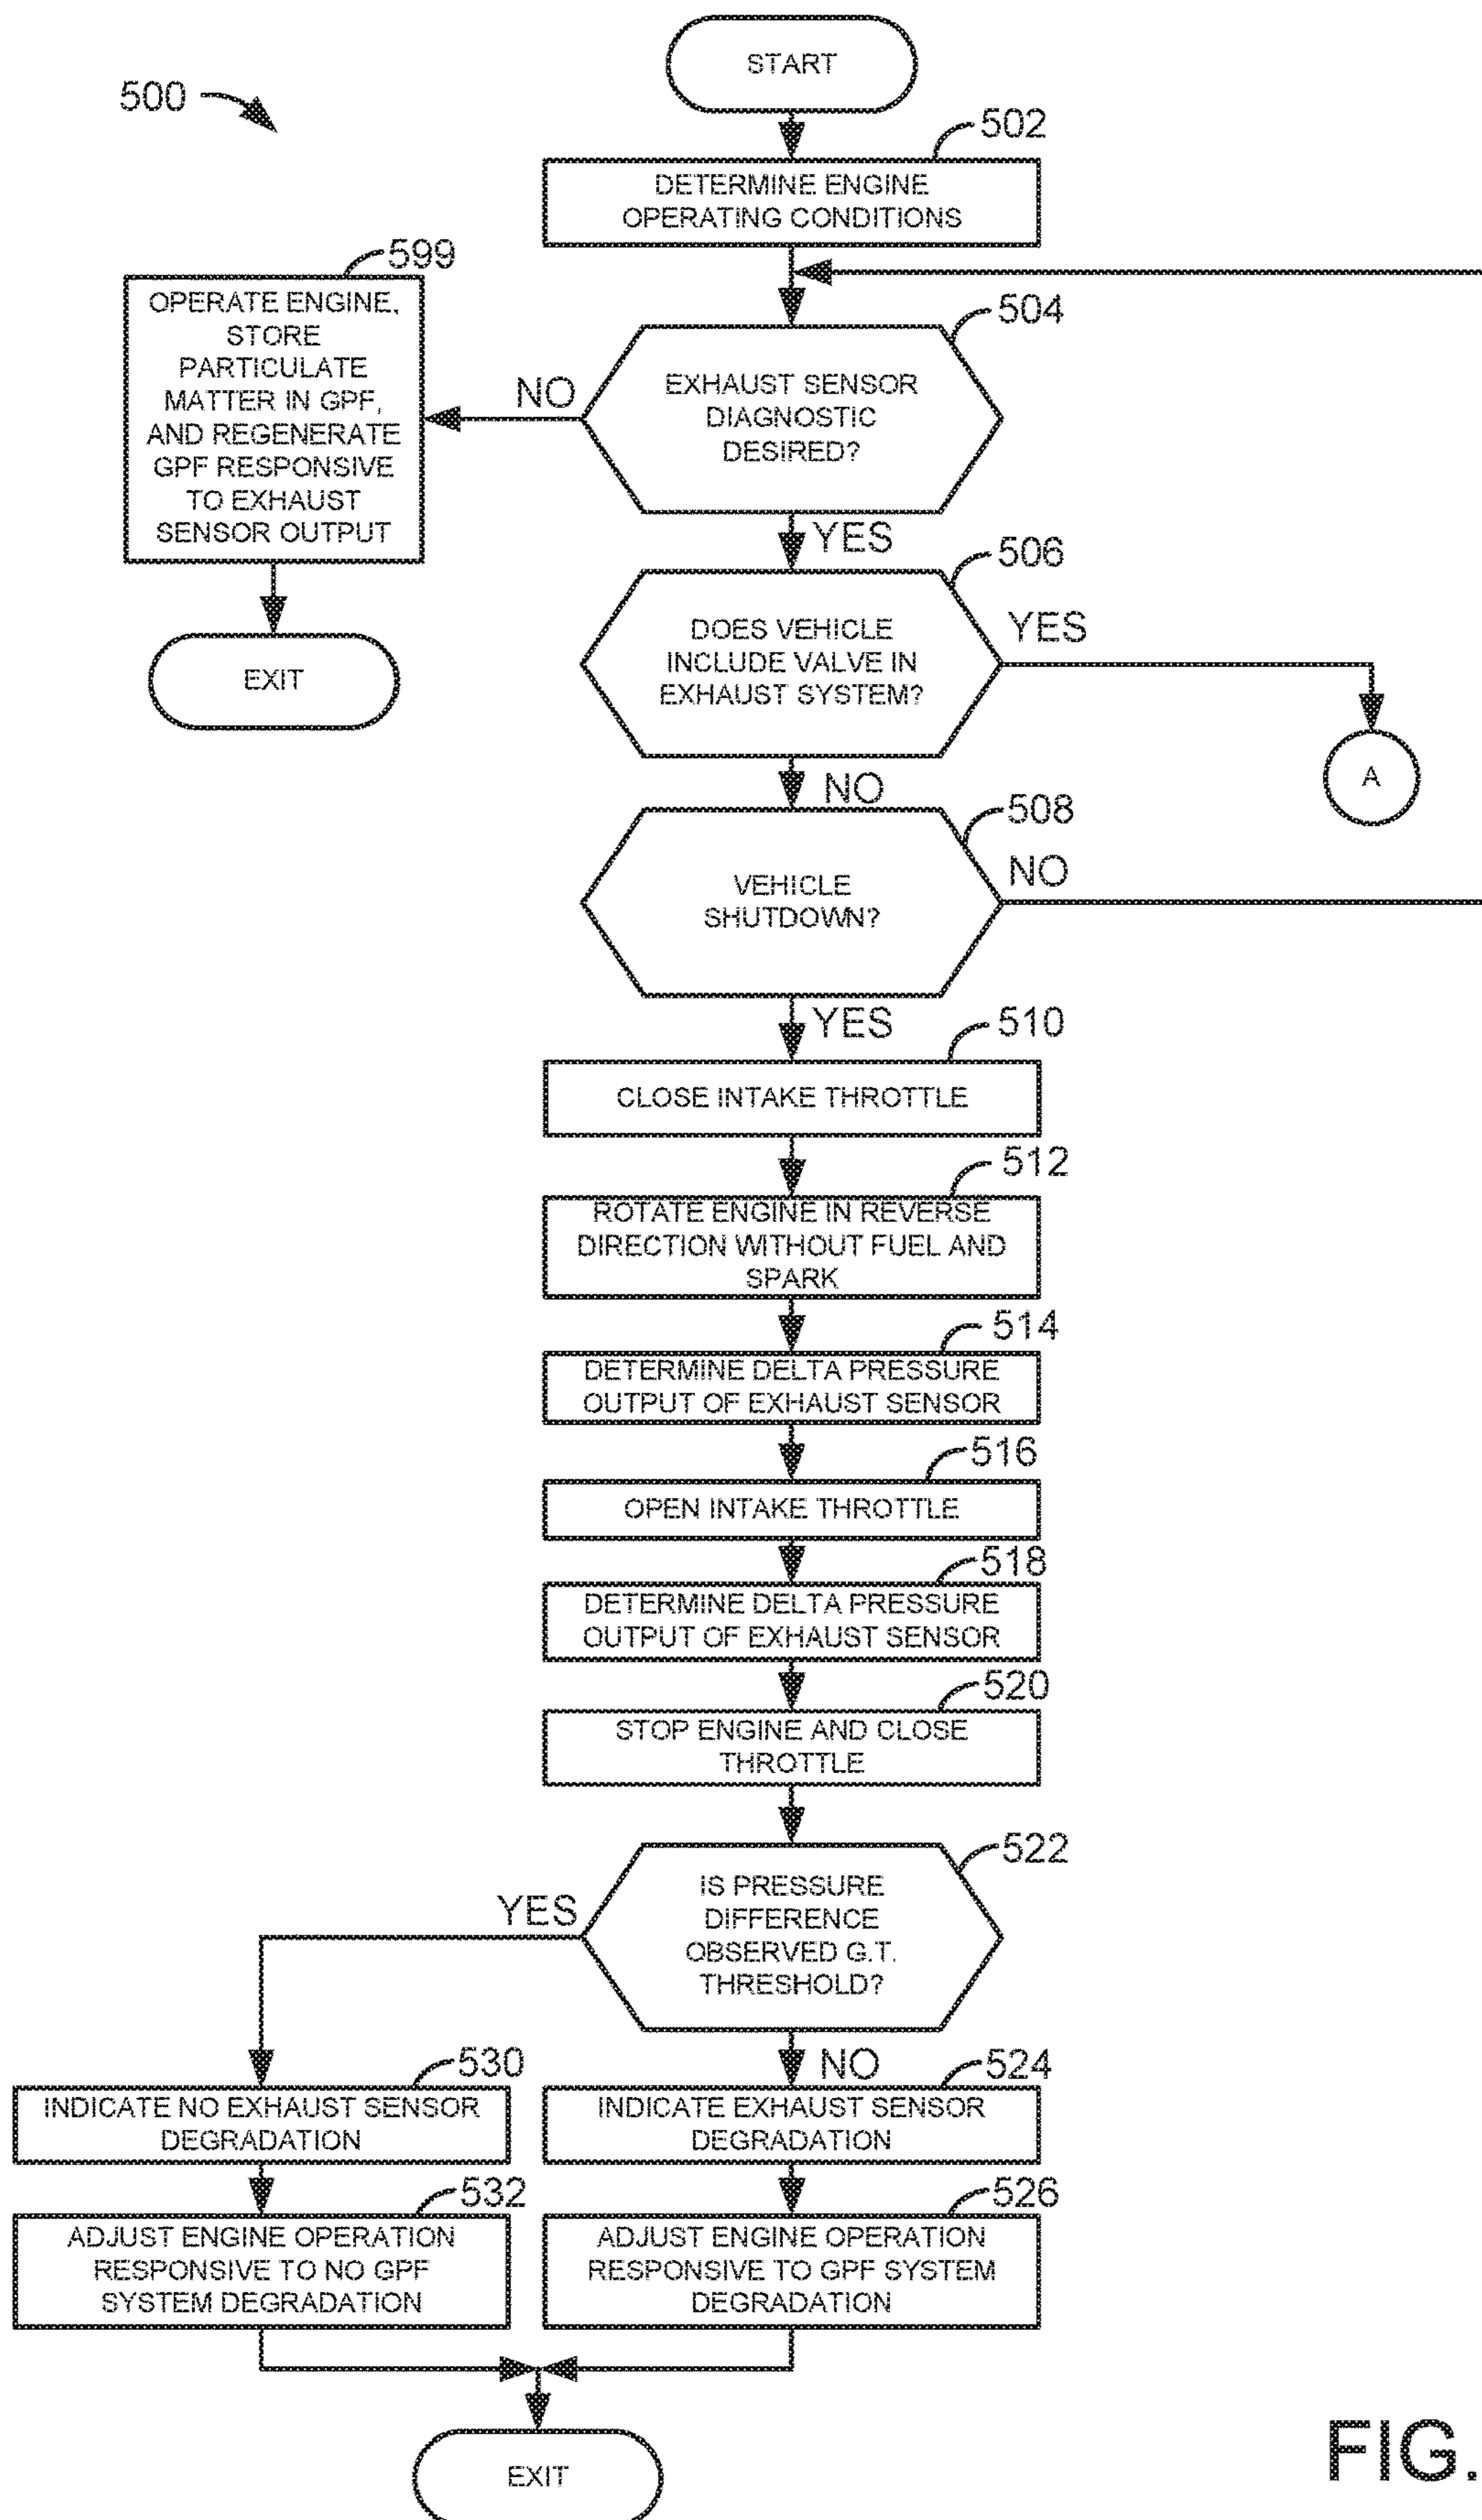 START
500
502
DETERMINE ENGINE
OPERATING CONDITIONS
599
OPERATE ENGINE,
STORE
PARTICULATE
MATTER IN GPF,
AND REGENERATE
GPF RESPONSIVE
TO EXHAUST
SENSOR OUTPUT
504
EXHAUST SENSOR
DIAGNOSTIC
DESIRED?
NO
YES
EXIT
506
DOES VEHICLE
INCLUDE VALVE IN
EXHAUST SYSTEM?
YES
A
NO
508
VEHICLE
SHUTDOWN?
NO
YES
510
CLOSE INTAKE THROTTLE
512
ROTATE ENGINE IN REVERSE
DIRECTION WITHOUT FUEL AND
SPARK
514
DETERMINE DELTA PRESSURE
OUTPUT OF EXHAUST SENSOR
516
OPEN INTAKE THROTTLE
518
DETERMINE DELTA PRESSURE
OUTPUT OF EXHAUST SENSOR
520
STOP ENGINE AND CLOSE
THROTTLE
522
IS PRESSURE
DIFFERENCE
OBSERVED G.T.
THRESHOLD?
YES
NO
530
INDICATE NO EXHAUST SENSOR
DEGRADATION
524
INDICATE EXHAUST SENSOR
DEGRADATION
532
ADJUST ENGINE OPERATION
RESPONSIVE TO NO GPF
SYSTEM DEGRADATION
526
ADJUST ENGINE OPERATION
RESPONSIVE TO GPF SYSTEM
DEGRADATION
EXIT
FIG.